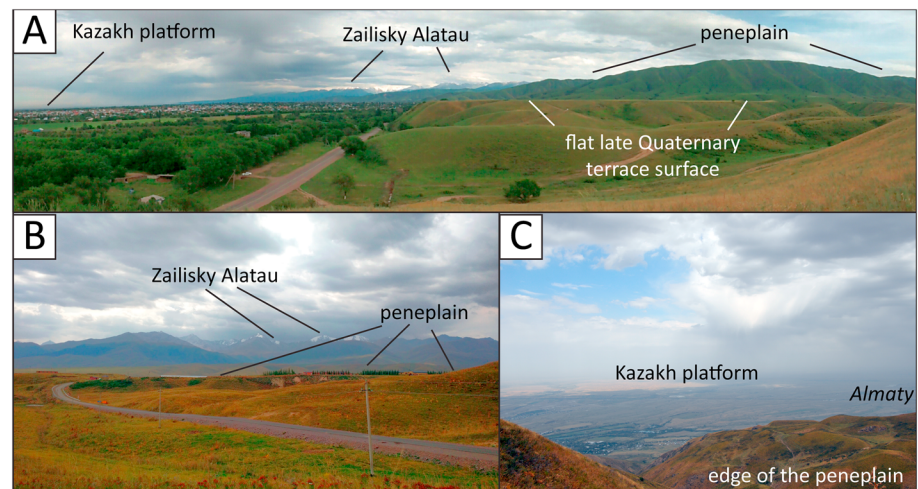 A
Kazakh platform
Zailisky Alatau
peneplain
flat late Quaternary
terrace surface
B
Zailisky Alatau
peneplain
C
Kazakh platform
Almaty
edge of the peneplain